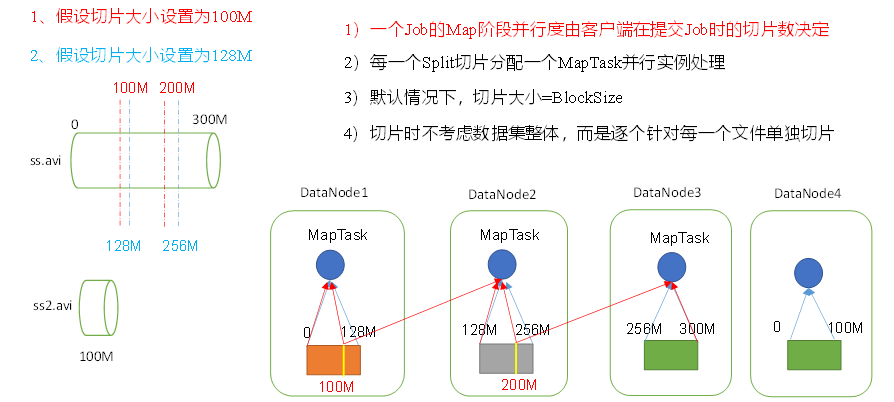 1、假设切片大小设置为100M
2、假设切片大小设置为128M
1）一个Job的Map阶段并行度由客户端在提交Job时的切片数决定
2）每一个Split切片分配一个MapTask并行实例处理
3）默认情况下，切片大小=BlockSize
4）切片时不考虑数据集整体，而是逐个针对每一个文件单独切片
100M 200M
0 300M
ss.avi
128M 256M
ss2.avi
100M
DataNode1 DataNode2 DataNode3 DataNode4
MapTask MapTask MapTask
0 128M 128M 256M 256M 300M 0 100M
100M 200M